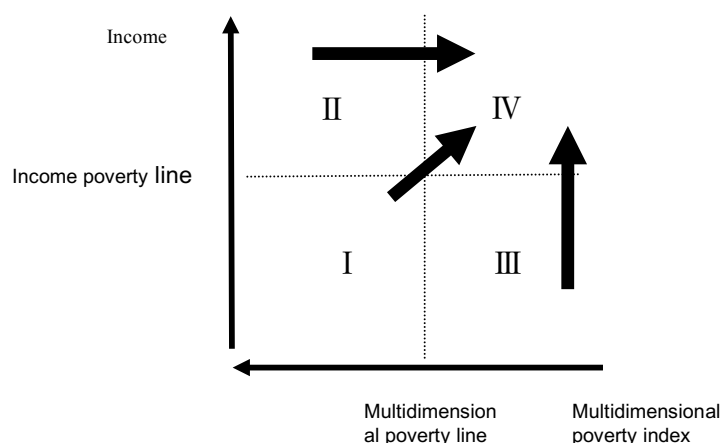 Income
II
IV
Income poverty line
I
III
Multidimension
al poverty line
Multidimensional
poverty index